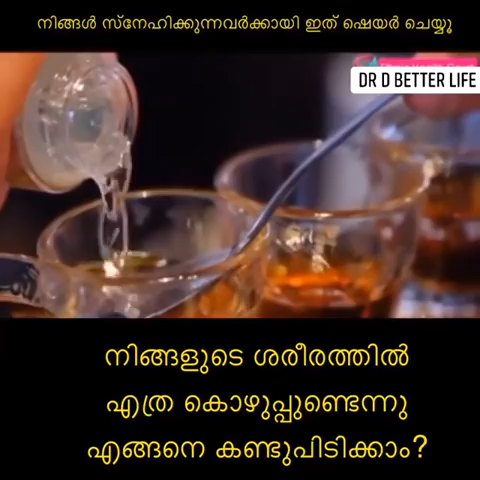 നിങ്ങൾ സ്നേഹിക്കുന്നവർക്കായി ഇത് ഷെയർ ചെയ്യൂ
DR D BETTER LIFE
നിങ്ങളുടെ ശരീരത്തിൽ
എത്ര കൊഴുപ്പുണ്ടെന്നു
എങ്ങനെ കണ്ടുപിടിക്കാം?